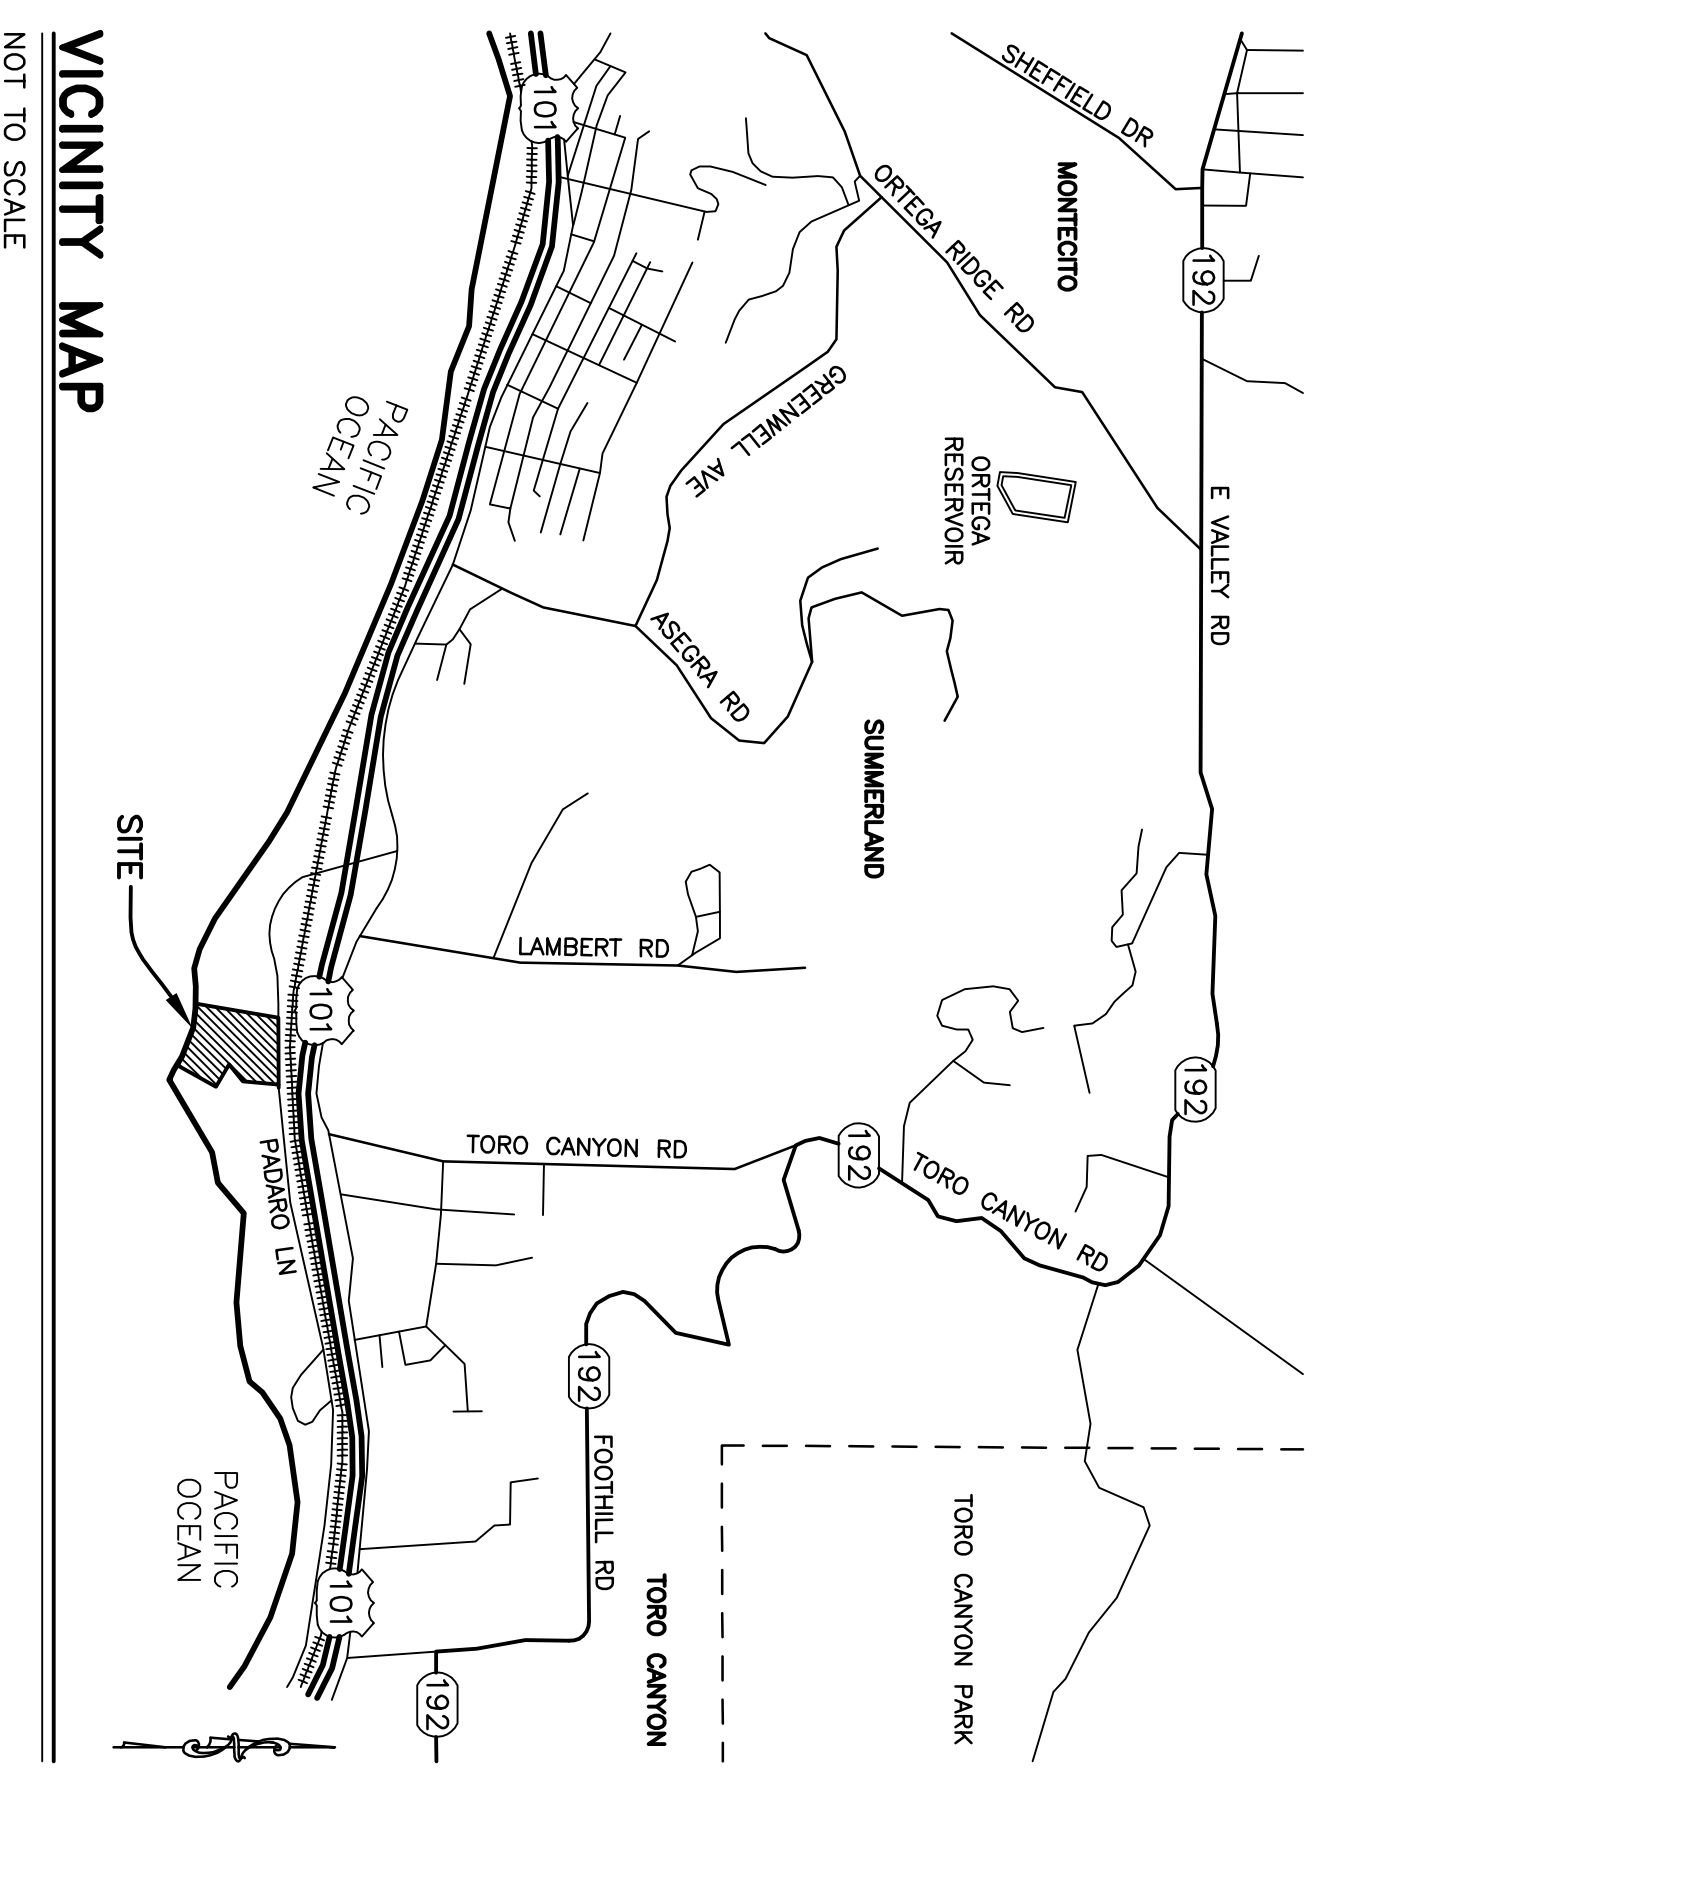 SHEFFIELD DR
MONTECITO
192
E VALLEY RD
ORTEGA RIDGE RD
ORTEGA
RESERVOIR
GREENWELL AVE
101
PACIFIC
OCEAN
ASEGRA RD
SUMMERLAND
LAMBERT RD
192
TORO CANYON RD
192
TORO CANYON RD
TORO CANYON PARK
192
FOOTHILL RD
TORO CANYON
192
101
SITE
PADARO LN
101
PACIFIC
OCEAN
VICINITY MAP
NOT TO SCALE